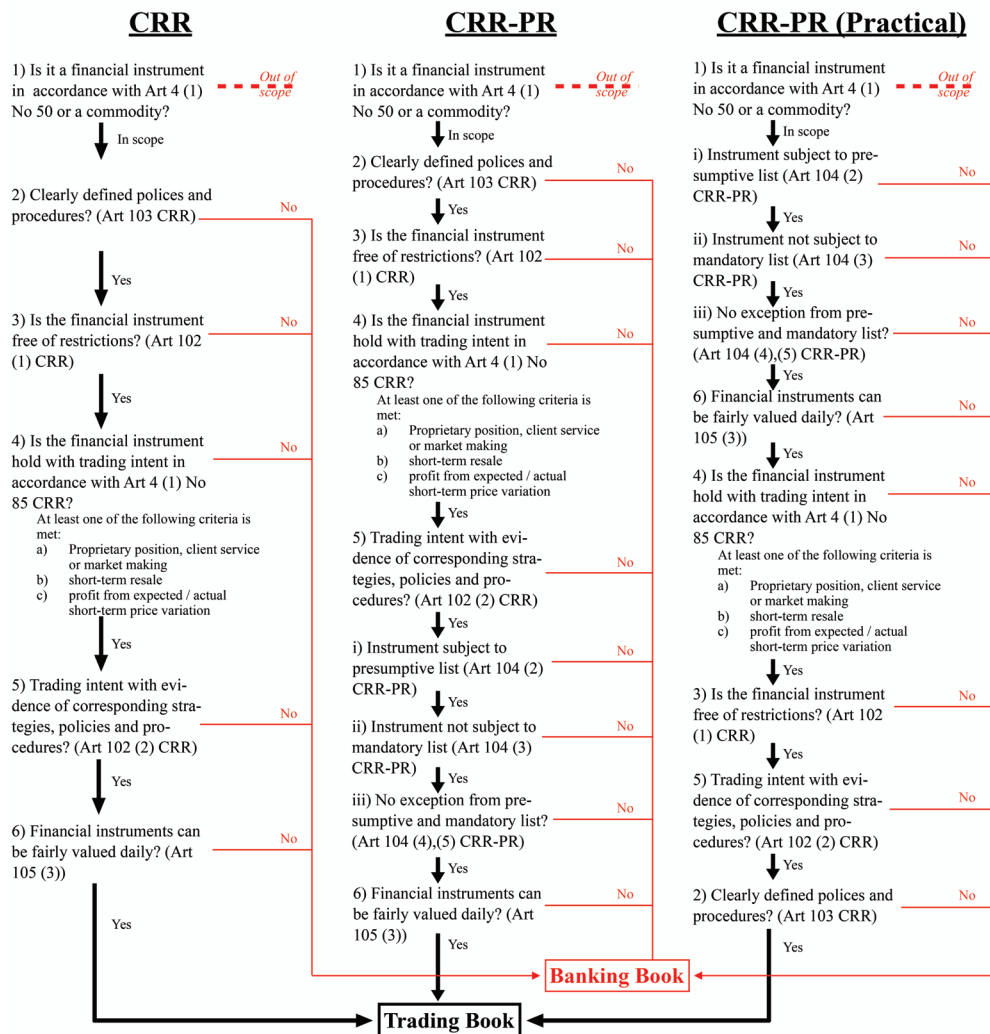 CRR
1) Is it a financial instrument
in  accordance with Art 4 (1)
No 50 or a commodity?
Out of
scope
In scope
2) Clearly defined polices and
procedures? (Art 103 CRR)
No
Yes
3) Is the financial instrument
free of restrictions? (Art 102
(1) CRR)
No
Yes
4) Is the financial instrument
hold with trading intent in
accordance with Art 4 (1) No
85 CRR?
No
At least one of the following criteria is
met:
a) Proprietary position, client service
or market making
b) short-term resale
c) profit from expected / actual
short-term price variation
Yes
5) Trading intent with evi-
dence of corresponding stra-
tegies, policies and pro-
cedures? (Art 102 (2) CRR)
No
Yes
6) Financial instruments can
be fairly valued daily? (Art
105 (3))
No
Yes
CRR-PR
1) Is it a financial instrument
in accordance with Art 4 (1)
No 50 or a commodity?
Out of
scope
In scope
2) Clearly defined polices and
procedures? (Art 103 CRR)
No
Yes
3) Is the financial instrument
free of restrictions? (Art 102
(1) CRR)
No
Yes
4) Is the financial instrument
hold with trading intent in
accordance with Art 4 (1) No
85 CRR?
No
At least one of the following criteria is
met:
a) Proprietary position, client service
or market making
b) short-term resale
c) profit from expected / actual
short-term price variation
Yes
5) Trading intent with evi-
dence of corresponding stra-
tegies, policies and pro-
cedures? (Art 102 (2) CRR)
No
Yes
i) Instrument subject to
presumptive list (Art 104 (2)
CRR-PR)
No
Yes
ii) Instrument not subject to
mandatory list (Art 104 (3)
CRR-PR)
No
Yes
iii) No exception from pre-
sumptive and mandatory list?
(Art 104 (4),(5) CRR-PR)
No
Yes
6) Financial instruments can
be fairly valued daily? (Art
105 (3))
No
Yes
CRR-PR (Practical)
1) Is it a financial instrument
in accordance with Art 4 (1)
No 50 or a commodity?
Out of
scope
In scope
i) Instrument subject to pre-
sumptive list (Art 104 (2)
CRR-PR)
No
Yes
ii) Instrument not subject to
mandatory list (Art 104 (3)
CRR-PR)
No
Yes
iii) No exception from pre-
sumptive and mandatory list?
(Art 104 (4),(5) CRR-PR)
No
Yes
6) Financial instruments can
be fairly valued daily? (Art
105 (3))
No
Yes
4) Is the financial instrument
hold with trading intent in
accordance with Art 4 (1) No
85 CRR?
No
At least one of the following criteria is
met:
a) Proprietary position, client service
or market making
b) short-term resale
c) profit from expected / actual
short-term price variation
Yes
3) Is the financial instrument
free of restrictions? (Art 102
(1) CRR)
No
Yes
5) Trading intent with evi-
dence of corresponding stra-
tegies, policies and pro-
cedures? (Art 102 (2) CRR)
No
Yes
2) Clearly defined polices and
procedures? (Art 103 CRR)
No
Yes
Banking Book
Trading Book